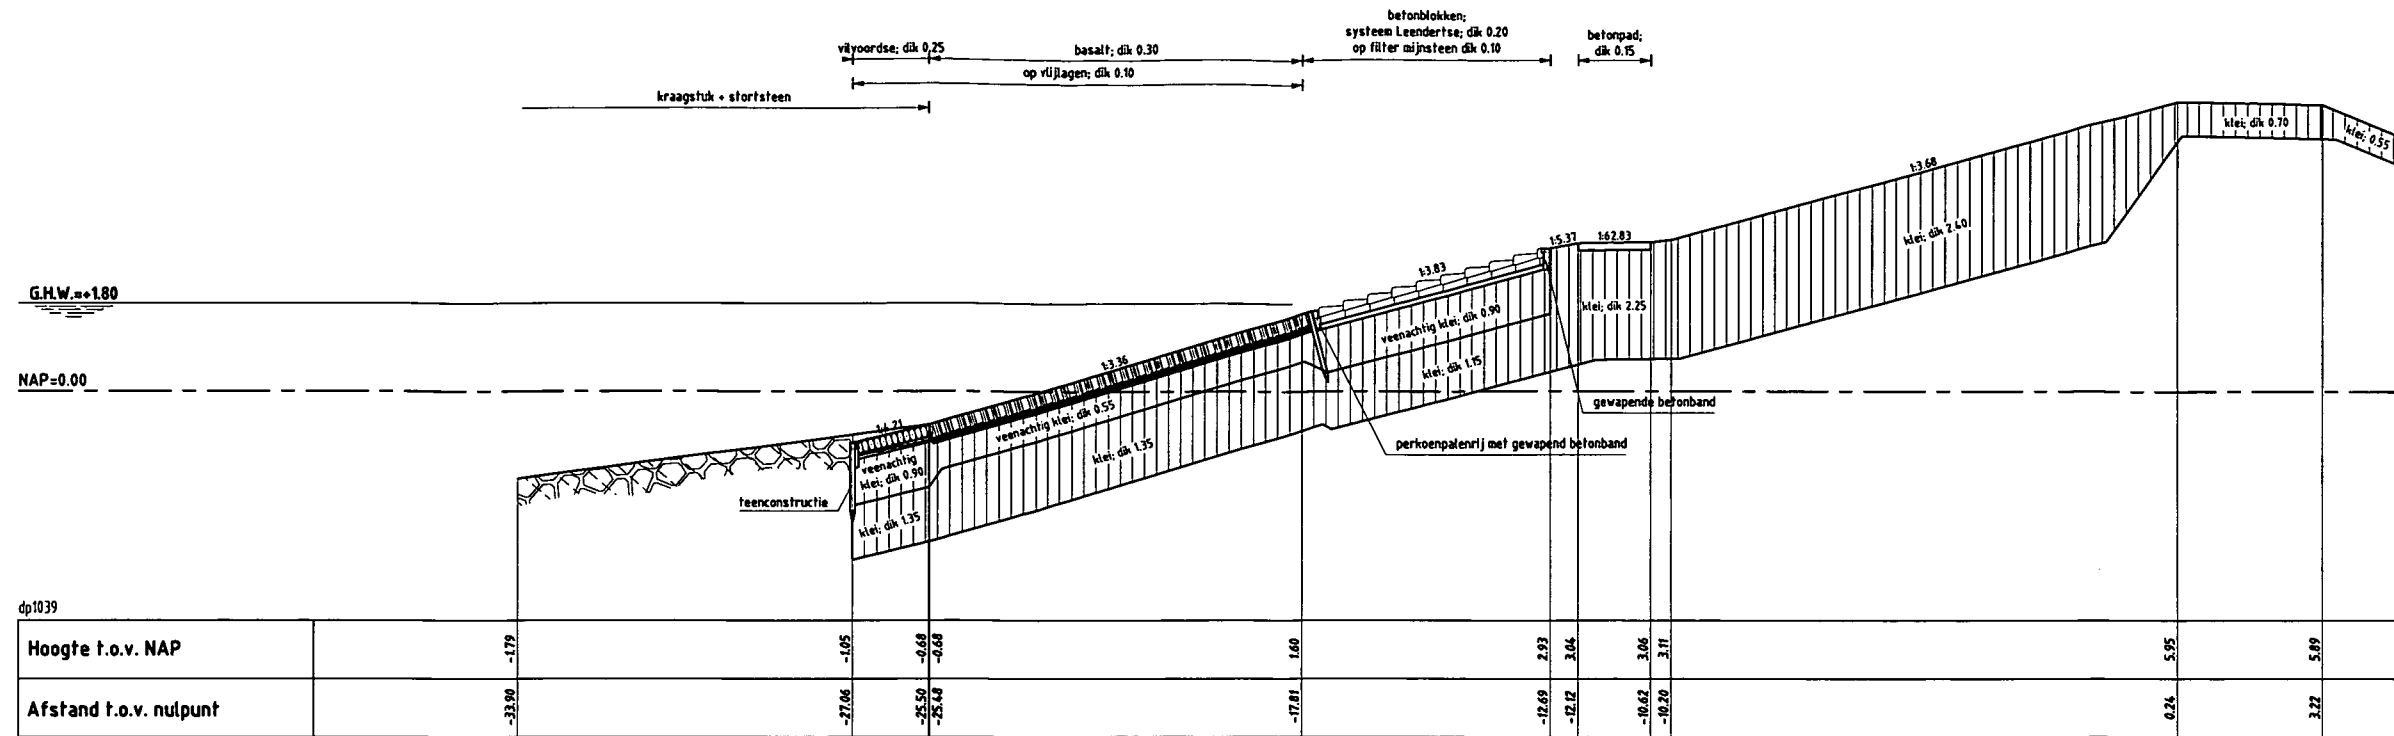 betonblokken;
systeem Leendertse; dik 0.20
op filter mijnsteen dik 0.10
betonpad;
dik 0.15
vilvoordse; dik 0.25
basalt; dik 0.30
op vlijlagen; dik 0.10
kraagstuk + stortsteen
klei; dik 0.70
klei; 0.55
1:3.68
klei; dik 2.40
1:5.37
1:62.83
1:3.83
G.H.W.=+1.80
klei; dik 2.25
veenachtig klei; dik 0.90
1:3.36
klei; dik 1.15
NAP=0.00
gewapende betonband
1:4.21
veenachtig klei; dik 0.55
perkoenpalenrij met gewapend betonband
klei; dik 1.35
veenachtig
klei; dik 0.90
teenconstructie
klei; dik 1.35
dp1039
Hoogte t.o.v. NAP -1.79 -1.05 -0.68 -0.68 1.60 2.93 3.04 3.06 3.11 5.95 5.89
Afstand t.o.v. nulpunt -33.90 -27.06 -25.50 -25.48 -17.81 -12.69 -12.12 -10.62 -10.20 0.24 3.22